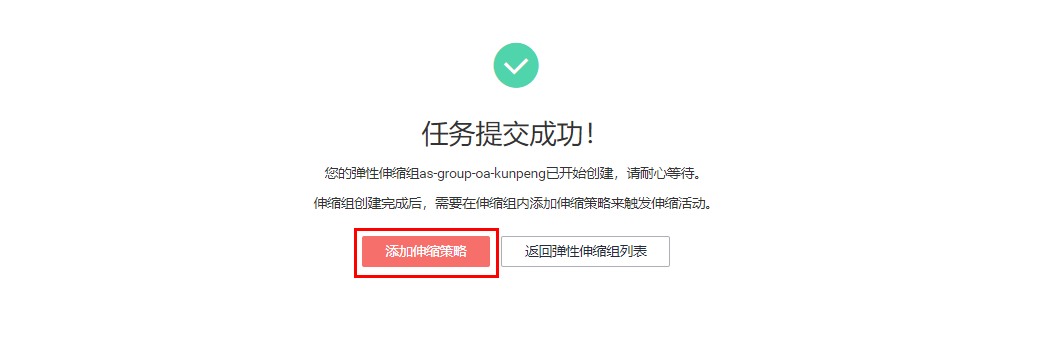 任务提交成功！
您的弹性伸缩组as-group-oa-kunpeng已开始创建，请耐心等待。
伸缩组创建完成后，需要在伸缩组内添加伸缩策略来触发伸缩活动。
添加伸缩策略
返回弹性伸缩组列表